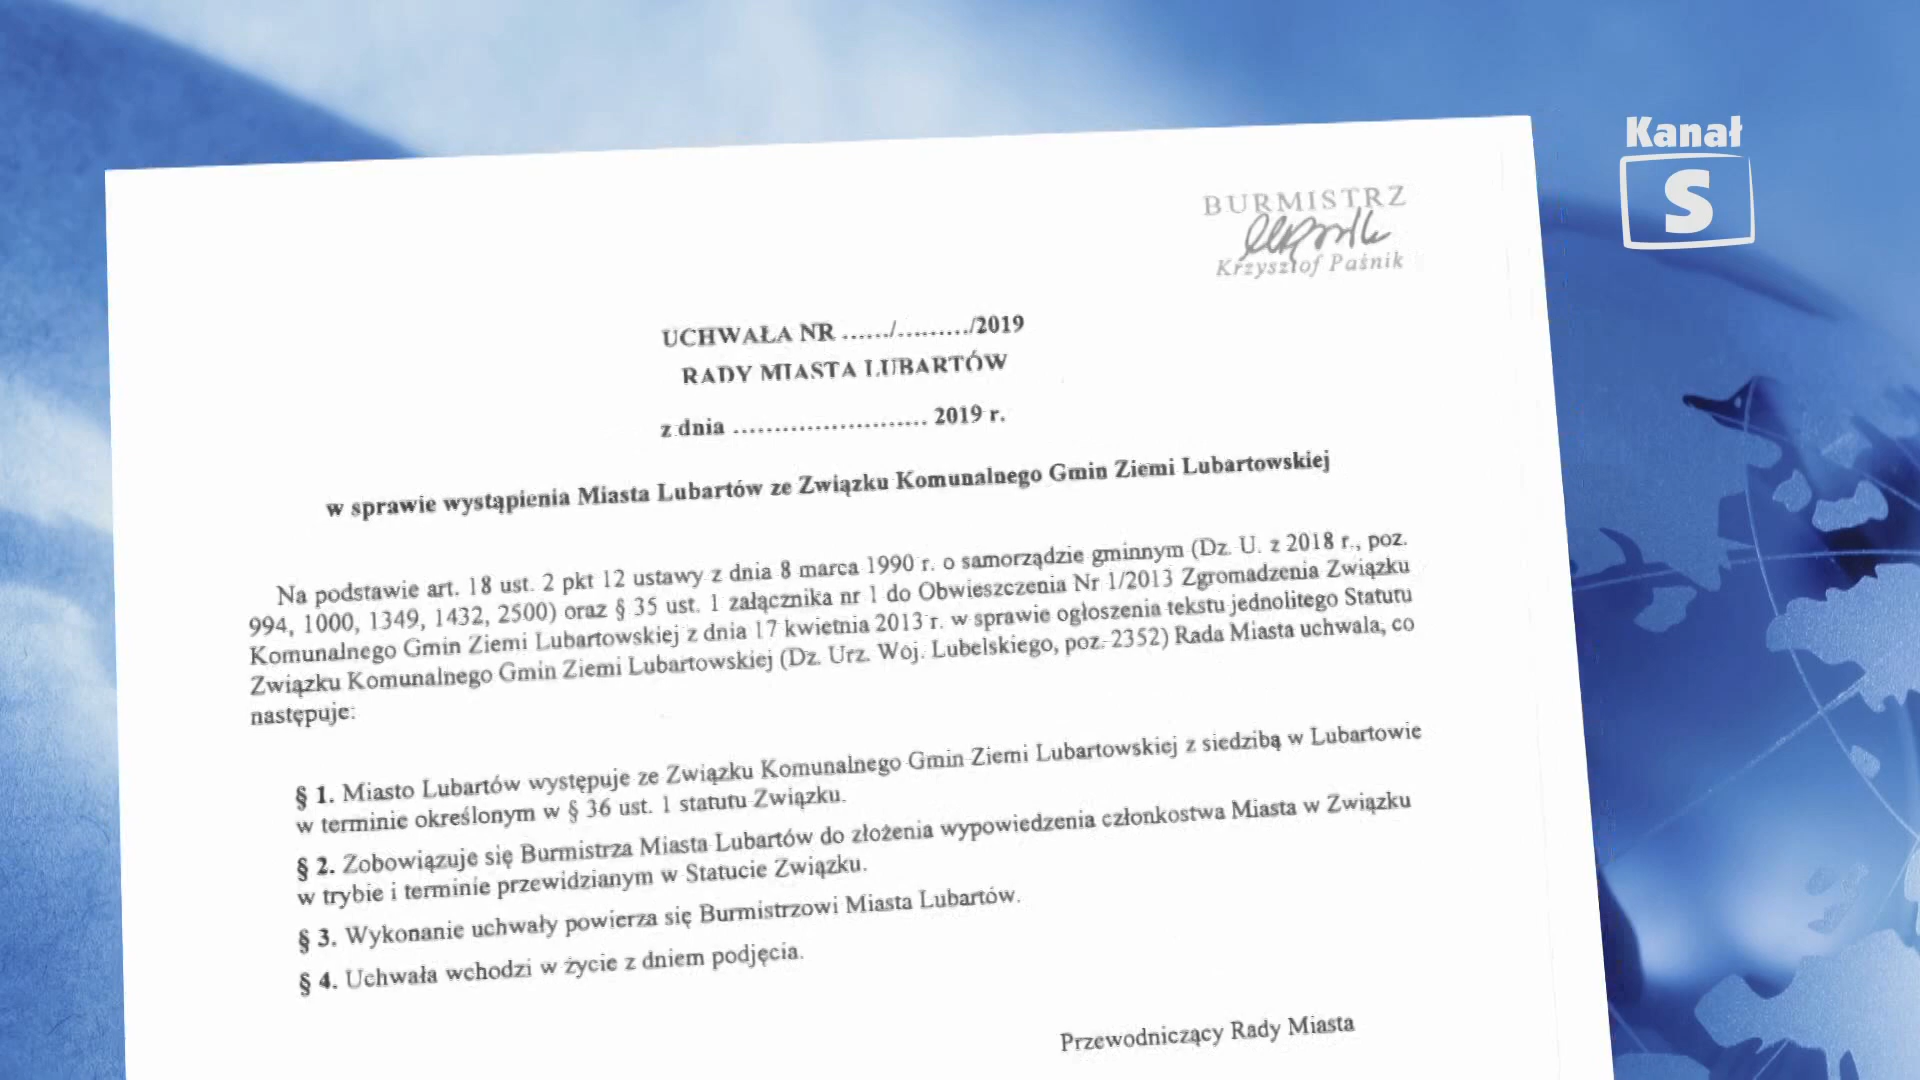 Kanał
S
BURMISTRZ
Krzysztof Paśnik
UCHWAŁA NR ....../........./2019
RADY MIASTA LUBARTÓW
z dnia ........................ 2019 r.
w sprawie wystąpienia Miasta Lubartów ze Związku Komunalnego Gmin Ziemi Lubartowskiej
Na podstawie art. 18 ust. 2 pkt 12 ustawy z dnia 8 marca 1990 r. o samorządzie gminnym (Dz. U. z 2018 r., poz.
994, 1000, 1349, 1432, 2500) oraz § 35 ust. 1 załącznika nr 1 do Obwieszczenia Nr 1/2013 Zgromadzenia Związku
Komunalnego Gmin Ziemi Lubartowskiej z dnia 17 kwietnia 2013 r. w sprawie ogłoszenia tekstu jednolitego Statutu
Związku Komunalnego Gmin Ziemi Lubartowskiej (Dz. Urz. Woj. Lubelskiego, poz. 2352) Rada Miasta uchwala, co
następuje:
§ 1. Miasto Lubartów występuje ze Związku Komunalnego Gmin Ziemi Lubartowskiej z siedzibą w Lubartowie
w terminie określonym w § 36 ust. 1 statutu Związku.
§ 2. Zobowiązuje się Burmistrza Miasta Lubartów do złożenia wypowiedzenia członkostwa Miasta w Związku
w trybie i terminie przewidzianym w Statucie Związku.
§ 3. Wykonanie uchwały powierza się Burmistrzowi Miasta Lubartów.
§ 4. Uchwała wchodzi w życie z dniem podjęcia.
Przewodniczący Rady Miasta